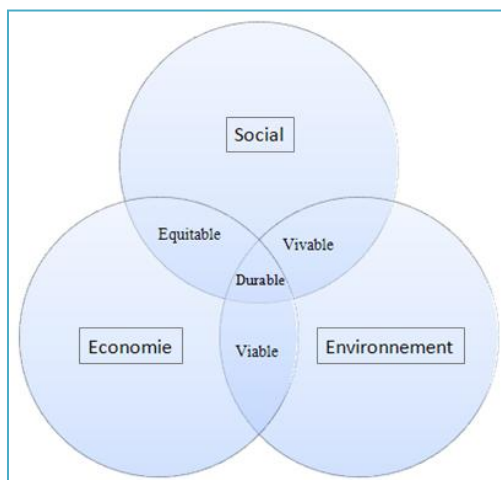 Social
Equitable
Vivable
Durable
Economie
Viable
Environnement